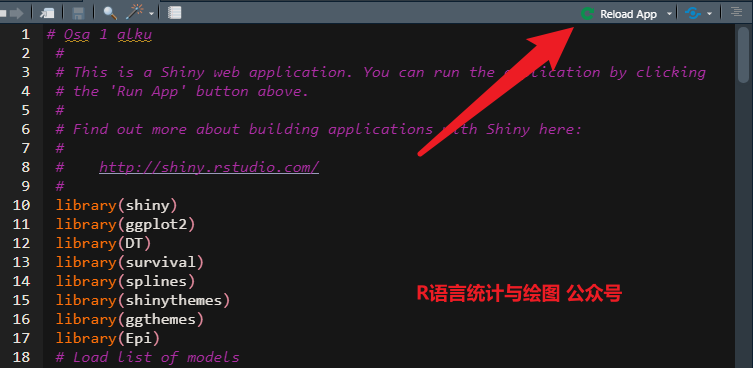 Reload App
1 # Osa 1 alku
2 #
3 # This is a Shiny web application. You can run the application by clicking
4 # the 'Run App' button above.
5 #
6 # Find out more about building applications with Shiny here:
7 #
8 #    http://shiny.rstudio.com/
9 #
10 library(shiny)
11 library(ggplot2)
12 library(DT)
13 library(survival)
14 library(splines)
15 library(shinythemes)
16 library(ggthemes)
17 library(Epi)
18 # Load list of models
R语言统计与绘图 公众号